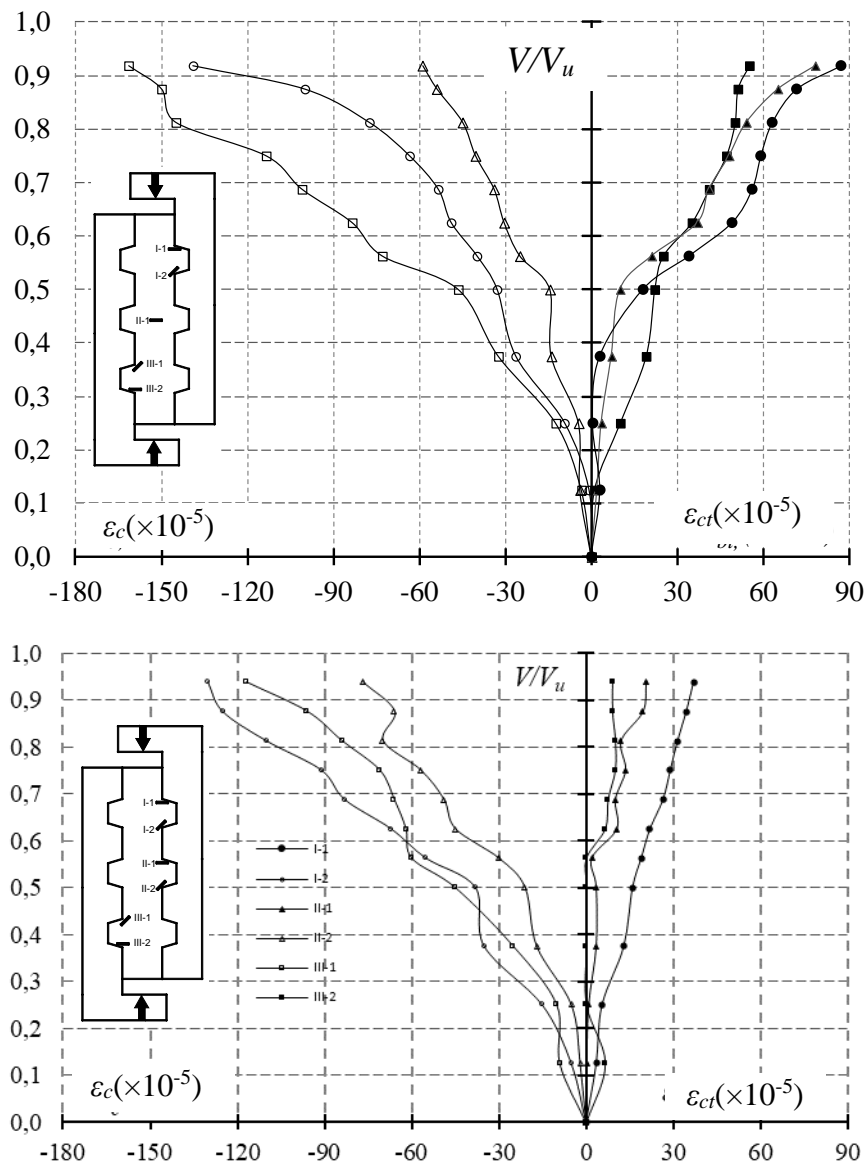 1,0
0,9
0,8
0,7
0,6
0,5
0,4
0,3
0,2
0,1
0,0
V/Vu
I-1
I-2
II-1
III-1
III-2
εc(×10-5)
εct(×10-5)
-180 -150 -120 -90 -60 -30 0 30 60 90
1,0
0,9
0,8
0,7
0,6
0,5
0,4
0,3
0,2
0,1
0,0
V/Vu
I-1
I-2
II-1
II-2
III-1
III-2
I-1
I-2
II-1
II-2
III-1
III-2
εc(×10-5)
εct(×10-5)
-180 -150 -120 -90 -60 -30 0 30 60 90